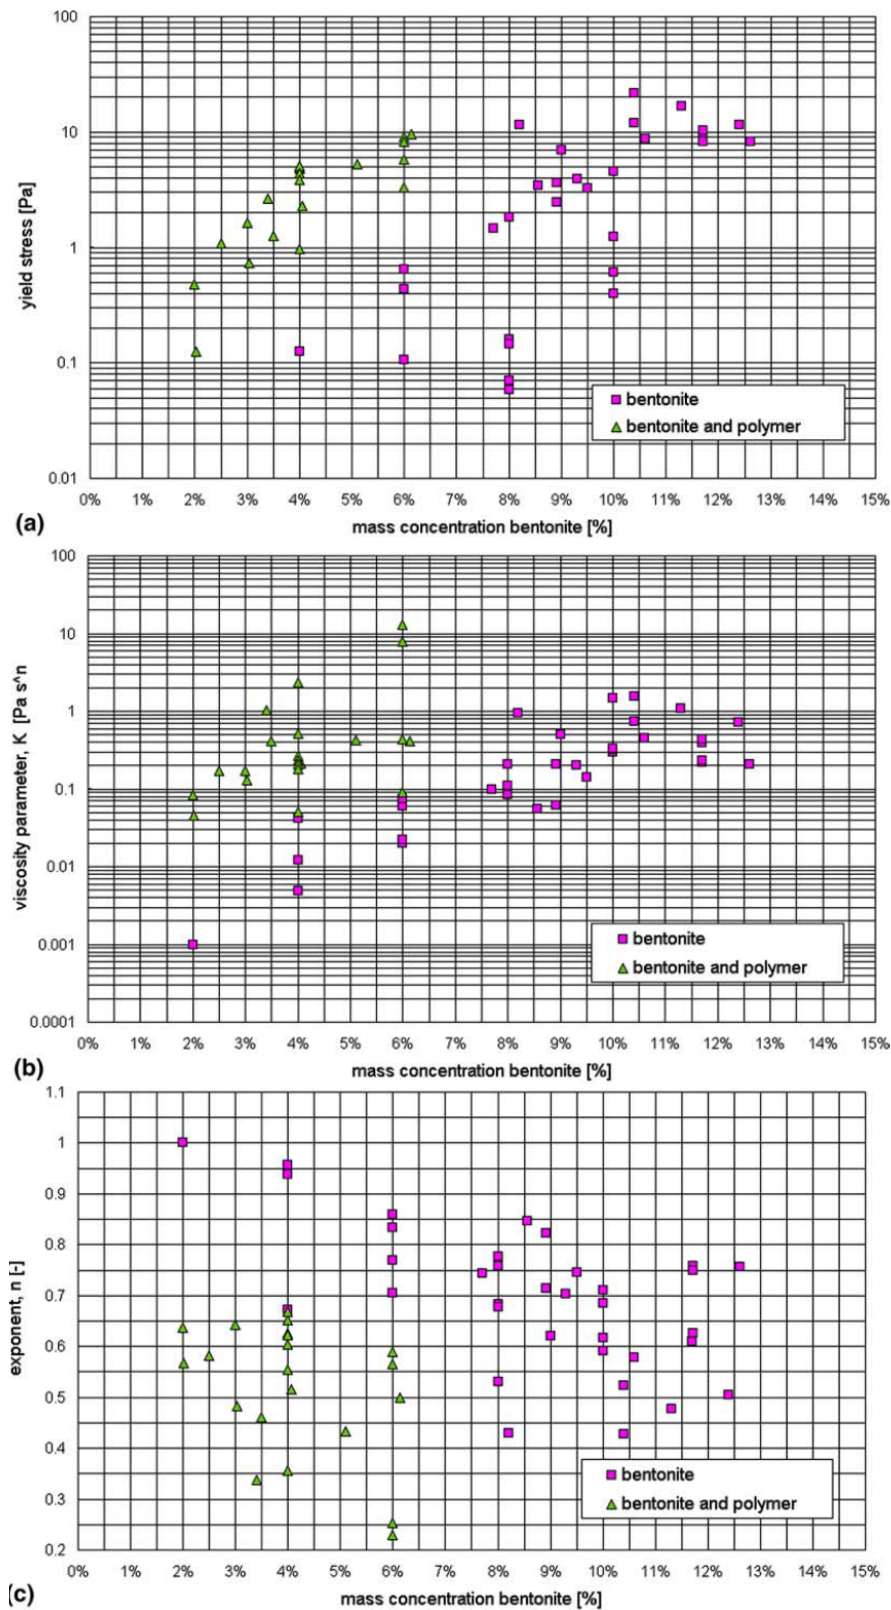 100
10
1
0.1
0.01
yield stress [Pa]
bentonite
bentonite and polymer
0% 1% 2% 3% 4% 5% 6% 7% 8% 9% 10% 11% 12% 13% 14% 15%
(a)
mass concentration bentonite [%]
100
10
1
0.1
0.01
0.001
0.0001
viscosity parameter, K [Pa s^n
bentonite
bentonite and polymer
0% 1% 2% 3% 4% 5% 6% 7% 8% 9% 10% 11% 12% 13% 14% 15%
(b)
mass concentration bentonite [%]
1.1
1
0.9
0.8
0.7
0.6
0.5
0.4
0.3
0.2
exponent, n [-]
bentonite
bentonite and polymer
0% 1% 2% 3% 4% 5% 6% 7% 8% 9% 10% 11% 12% 13% 14% 15%
(c)
mass concentration bentonite [%]